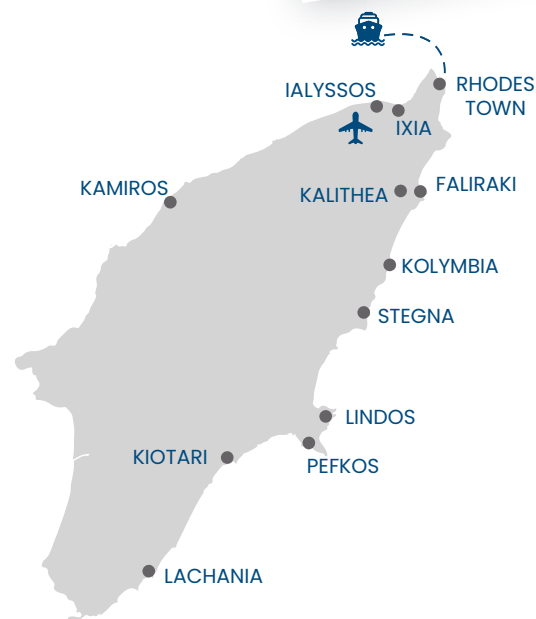 IALYSSOS
RHODES
TOWN
IXIA
KAMIROS
KALITHEA
FALIRAKI
KOLYMBIA
STEGNA
LINDOS
KIOTARI
PEFKOS
LACHANIA